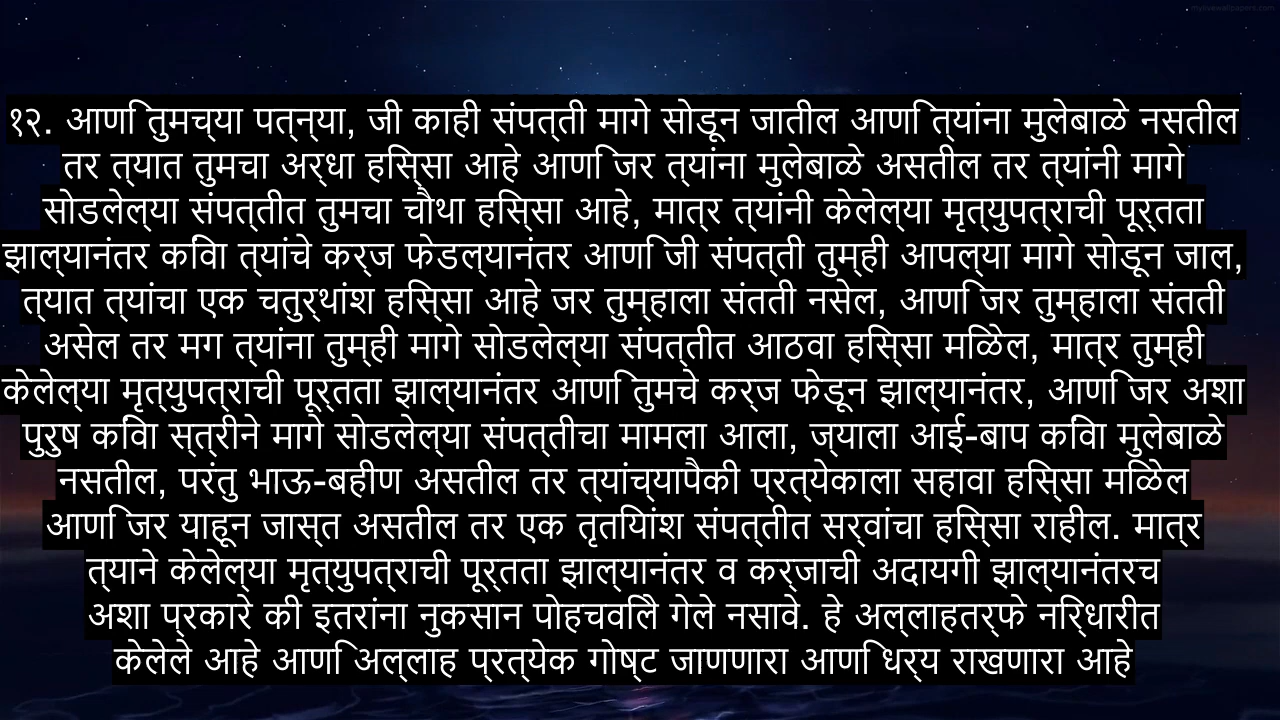 mylivewallpapers.com
१२. आणि तुमच्या पत्न्या, जी काही संपत्ती मागे सोडून जातील आणि त्यांना मुलेबाळे नसतील
तर त्यात तुमचा अर्धा हिस्सा आहे आणि जर त्यांना मुलेबाळे असतील तर त्यांनी मागे
सोडलेल्या संपत्तीत तुमचा चौथा हिस्सा आहे, मात्र त्यांनी केलेल्या मृत्युपत्राची पूर्तता
झाल्यानंतर किंवा त्यांचे कर्ज फेडल्यानंतर आणि जी संपत्ती तुम्ही आपल्या मागे सोडून जाल,
त्यात त्यांचा एक चतुर्थांश हिस्सा आहे जर तुम्हाला संतती नसेल, आणि जर तुम्हाला संतती
असेल तर मग त्यांना तुम्ही मागे सोडलेल्या संपत्तीत आठवा हिस्सा मिळेल, मात्र तुम्ही
केलेल्या मृत्युपत्राची पूर्तता झाल्यानंतर आणि तुमचे कर्ज फेडून झाल्यानंतर, आणि जर अशा
पुरुष किंवा स्त्रीने मागे सोडलेल्या संपत्तीचा मामला आला, ज्याला आई-बाप किंवा मुलेबाळे
नसतील, परंतु भाऊ-बहीण असतील तर त्यांच्यापैकी प्रत्येकाला सहावा हिस्सा मिळेल
आणि जर याहून जास्त असतील तर एक तृतियांश संपत्तीत सर्वांचा हिस्सा राहील. मात्र
त्याने केलेल्या मृत्युपत्राची पूर्तता झाल्यानंतर व कर्जाची अदायगी झाल्यानंतरच
अशा प्रकारे की इतरांना नुकसान पोहचविले गेले नसावे. हे अल्लाहतर्फे निर्धारीत
केलेले आहे आणि अल्लाह प्रत्येक गोष्ट जाणणारा आणि धैर्य राखणारा आहे